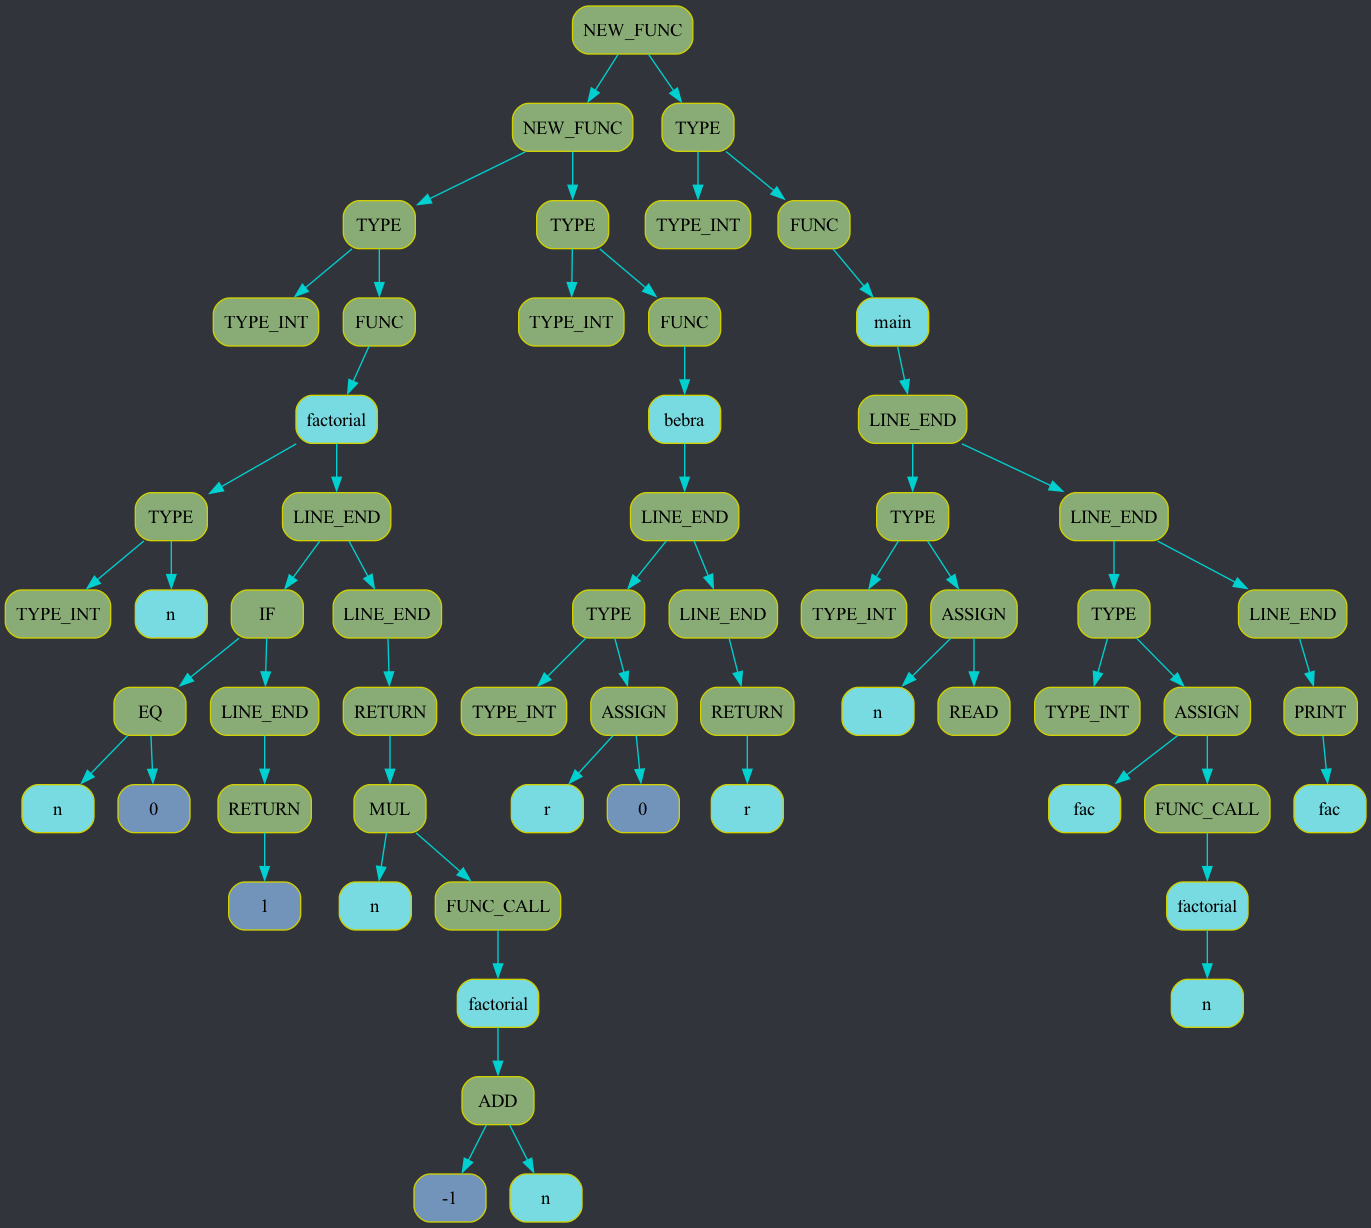 NEW_FUNC
NEW_FUNC TYPE
TYPE TYPE TYPE_INT FUNC
TYPE_INT FUNC TYPE_INT FUNC main
factorial bebra LINE_END
TYPE LINE_END LINE_END TYPE LINE_END
TYPE_INT n IF LINE_END TYPE LINE_END TYPE_INT ASSIGN TYPE LINE_END
EQ LINE_END RETURN TYPE_INT ASSIGN RETURN n READ TYPE_INT ASSIGN PRINT
n 0 RETURN MUL r 0 r fac FUNC_CALL fac
1 n FUNC_CALL factorial
factorial n
ADD
-1 n